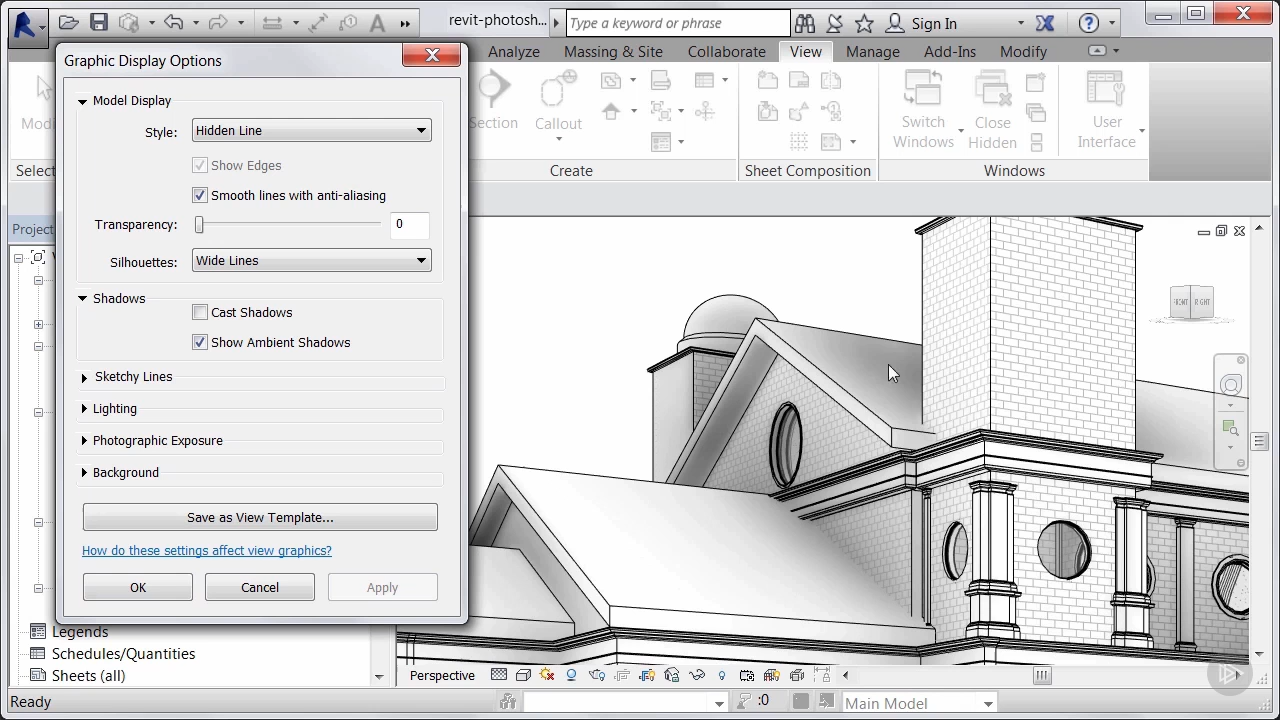 revit-photosh...
Type a keyword or phrase
Sign In
Analyze
Massing & Site
Collaborate
View
Manage
Add-Ins
Modify
Section
Callout
Switch
Windows
Close
Hidden
User
Interface
Select
Create
Sheet Composition
Windows
Graphic Display Options
Model Display
Style:
Hidden Line
Show Edges
Smooth lines with anti-aliasing
Transparency:
0
Silhouettes:
Wide Lines
Shadows
Cast Shadows
Show Ambient Shadows
Sketchy Lines
Lighting
Photographic Exposure
Background
Save as View Template...
How do these settings affect view graphics?
OK
Cancel
Apply
Project
FRONT
RIGHT
Legends
Schedules/Quantities
Sheets (all)
Perspective
Ready
:0
Main Model